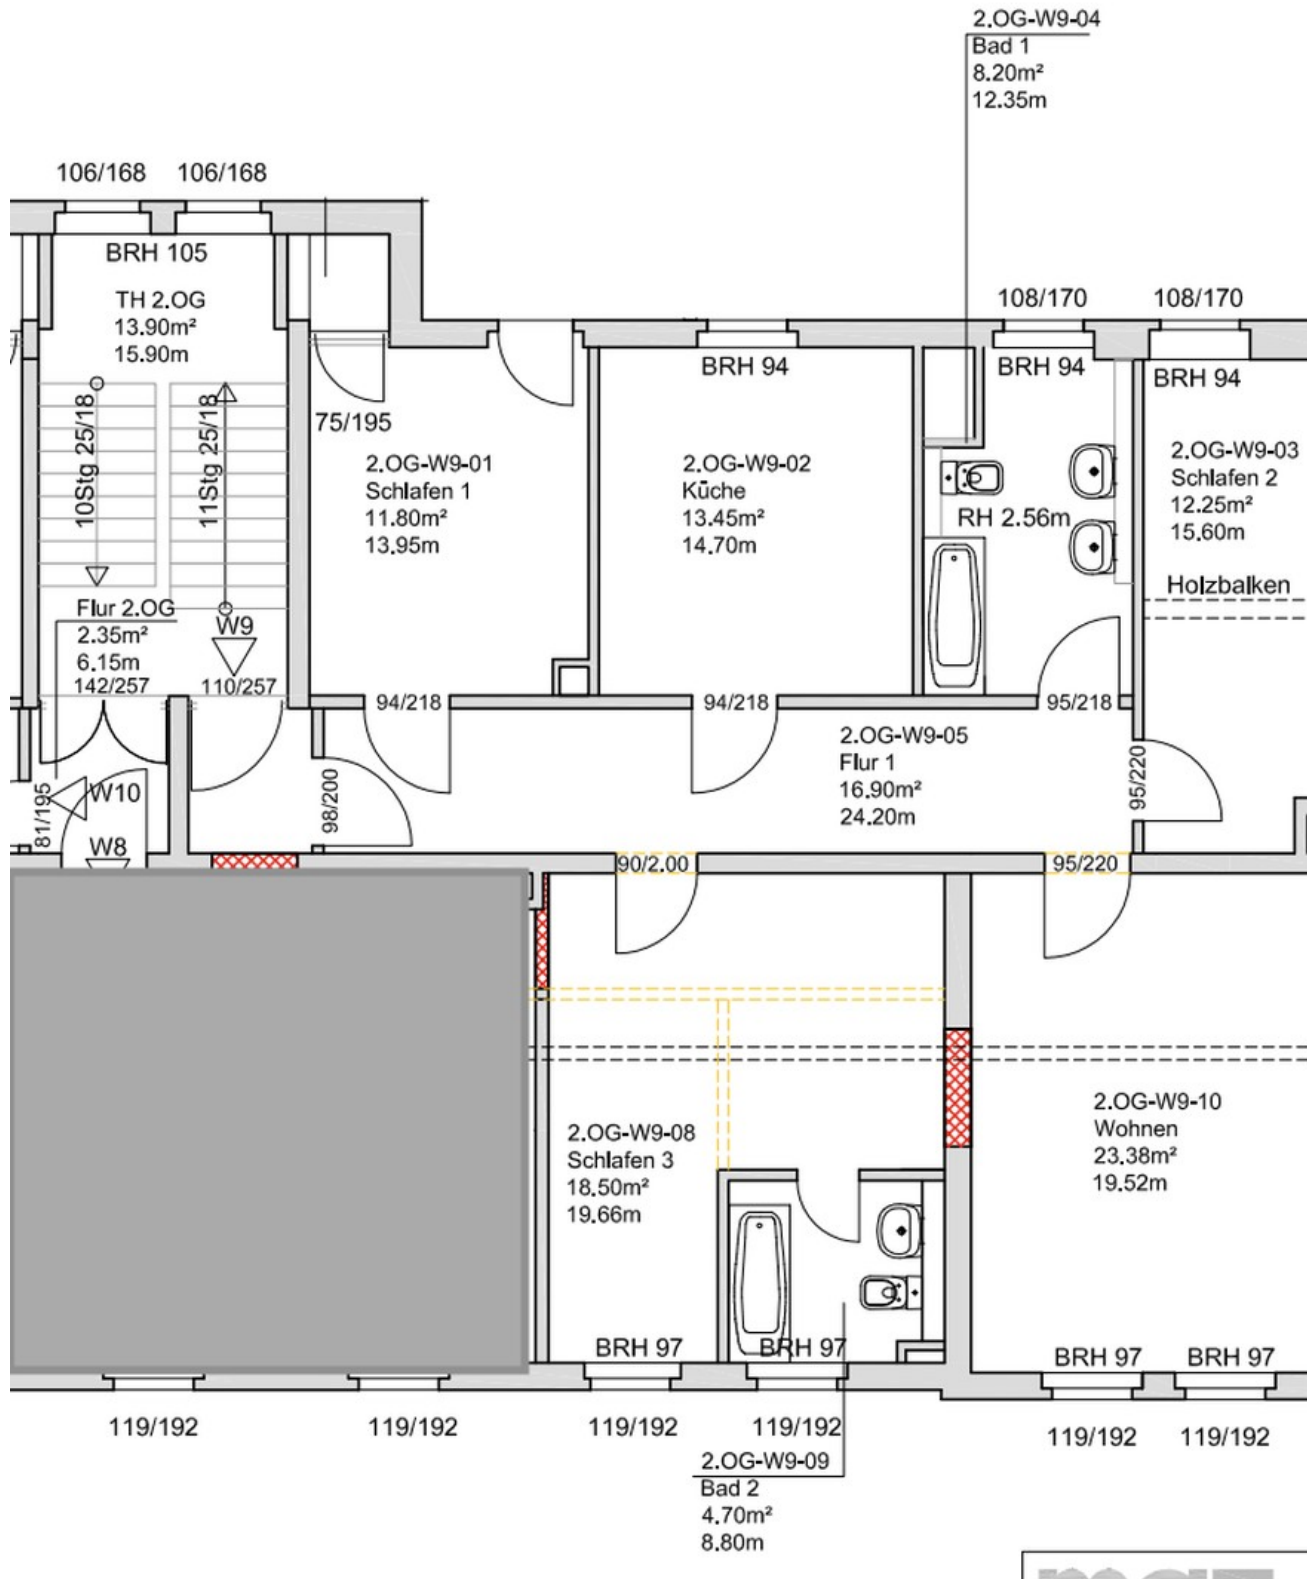 2.OG-W9-04
Bad 1
8.20m²
12.35m
106/168
106/168
BRH 105
TH 2.OG
13.90m²
15.90m
108/170
108/170
BRH 94
BRH 94
BRH 94
10Stg 25/18
11Stg 25/18
75/195
2.OG-W9-01
Schlafen 1
11.80m²
13.95m
2.OG-W9-02
Küche
13.45m²
14.70m
RH 2.56m
2.OG-W9-03
Schlafen 2
12.25m²
15.60m
Holzbalken
Flur 2.OG
2.35m²
6.15m
142/257
W9
110/257
94/218
94/218
95/218
2.OG-W9-05
Flur 1
16.90m²
24.20m
95/220
98/200
81/195
W10
W8
90/2.00
95/220
2.OG-W9-08
Schlafen 3
18.50m²
19.66m
2.OG-W9-10
Wohnen
23.38m²
19.52m
BRH 97
BRH 97
BRH 97
BRH 97
119/192
119/192
119/192
119/192
119/192
119/192
2.OG-W9-09
Bad 2
4.70m²
8.80m